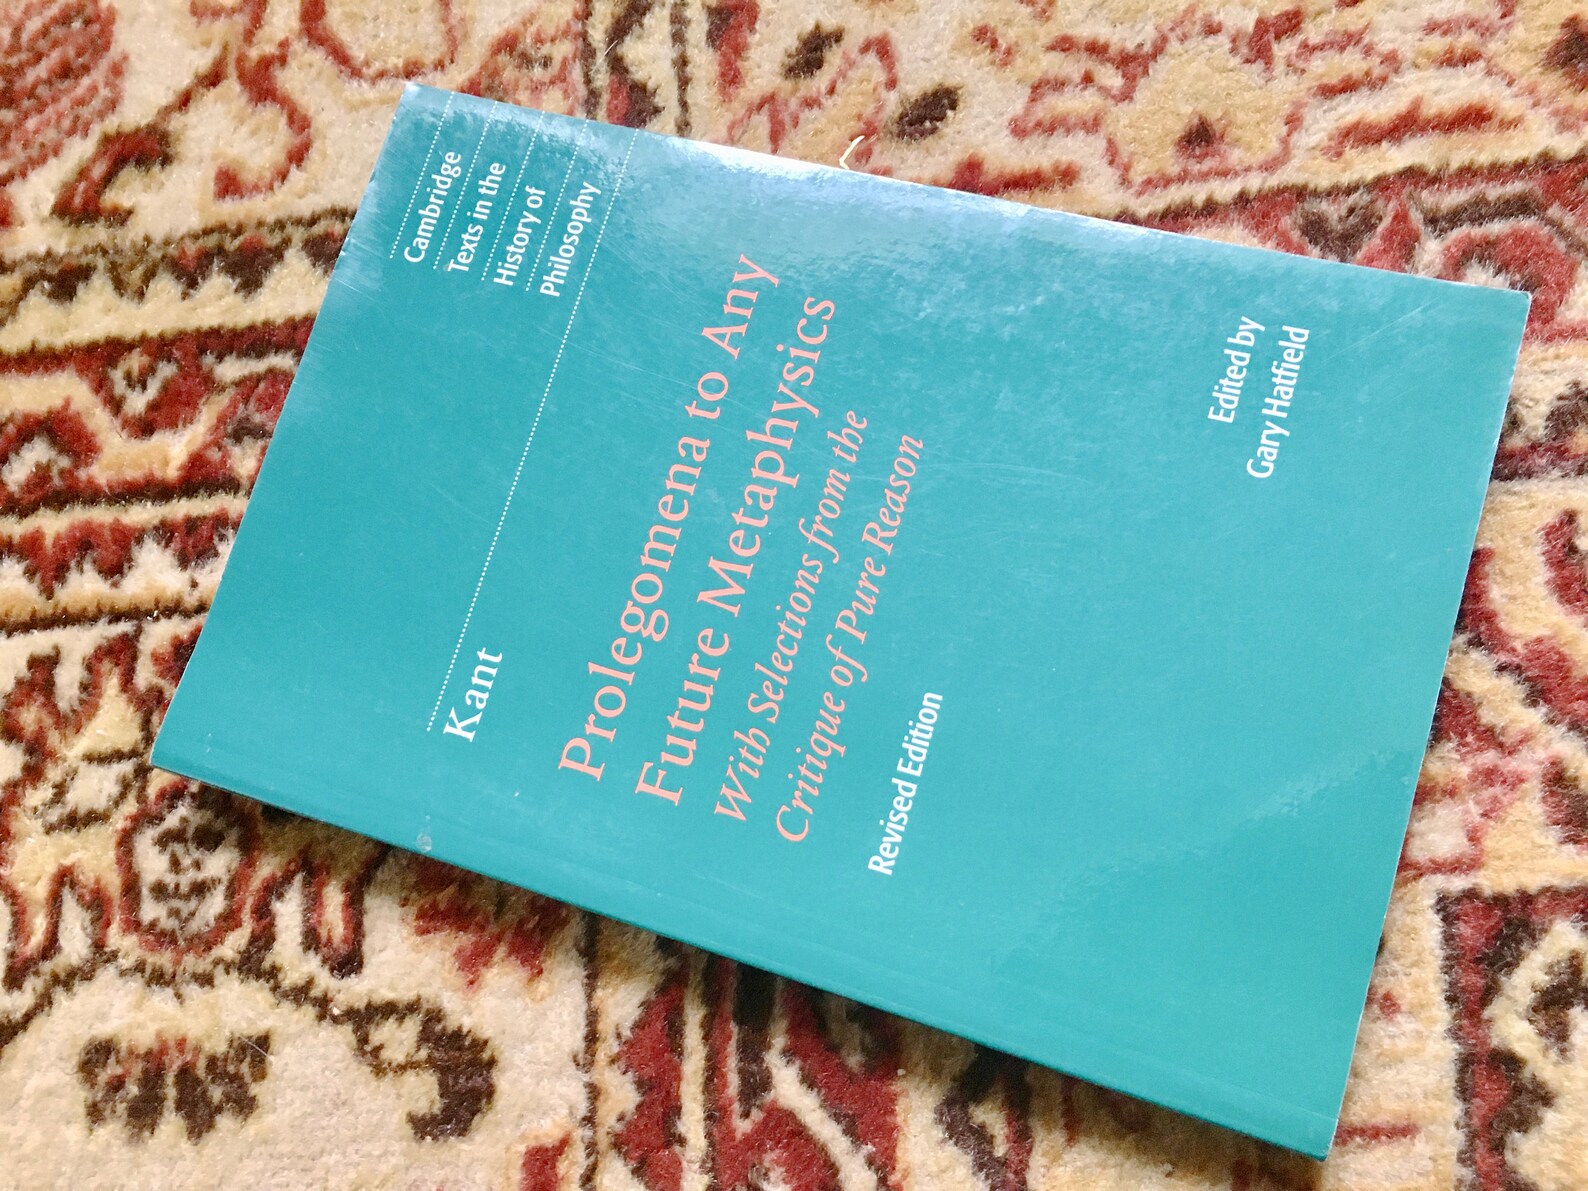 Cambridge
Texts in the
History of
Philosophy
Kant
Prolegomena to Any
Future Metaphysics
With Selections from the
Critique of Pure Reason
Revised Edition
Edited by
Gary Hatfield